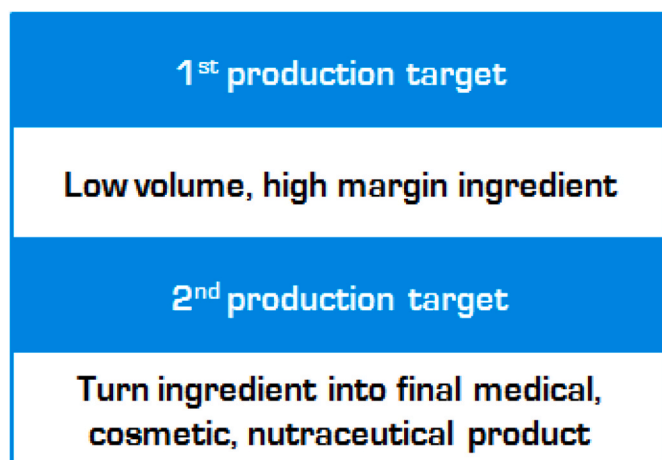 1st production target
Low volume, high margin ingredient
2nd production target
Turn ingredient into final medical,
cosmetic, nutraceutical product